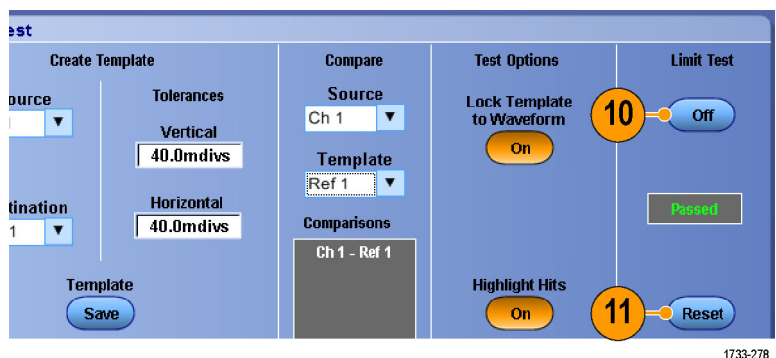 est
Create Template
ource
Tolerances
Vertical
40.0mdivs
Horizontal
40.0mdivs
tination
1
Template
Save
Compare
Source
Ch 1
Template
Ref 1
Comparisons
Ch 1 - Ref 1
Test Options
Lock Template
to Waveform
On
Highlight Hits
On
Limit Test
10
Off
Passed
11
Reset
1733-278